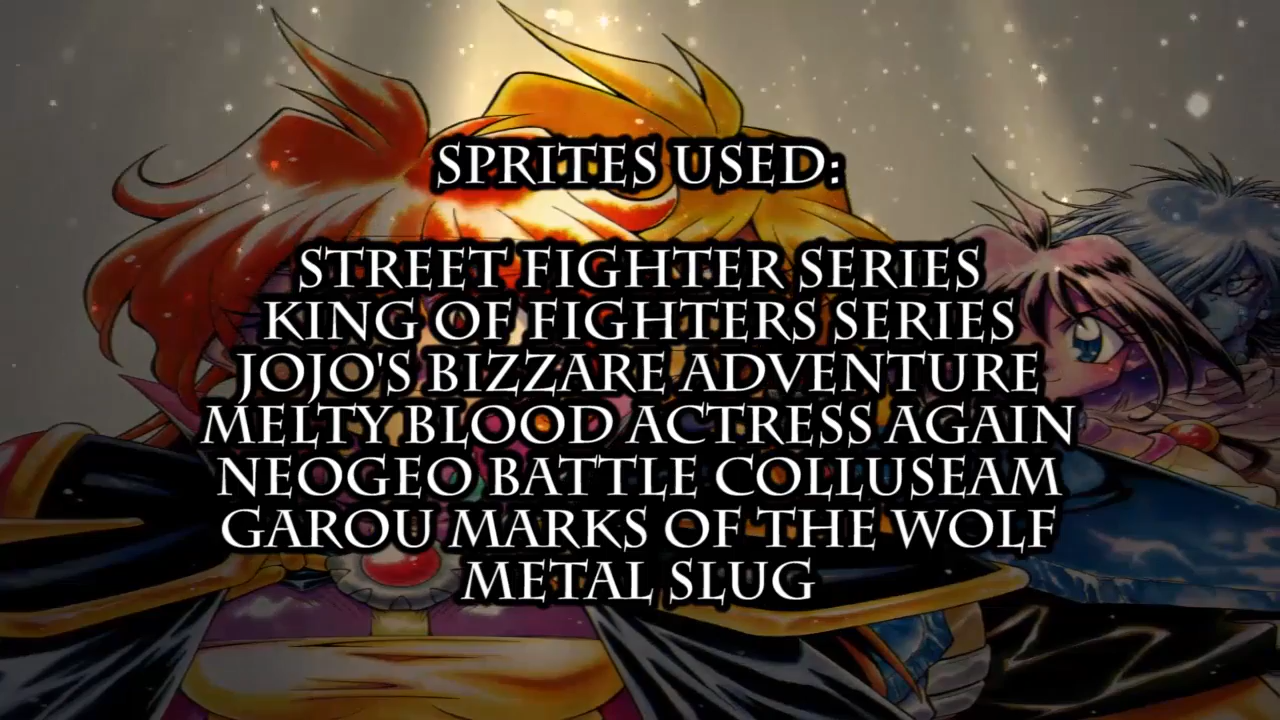 SPRITES USED:
STREET FIGHTER SERIES
KING OF FIGHTERS SERIES
JOJO'S BIZZARE ADVENTURE
MELTY BLOOD ACTRESS AGAIN
NEOGEO BATTLE COLLUSEAM
GAROU MARKS OF THE WOLF
METAL SLUG